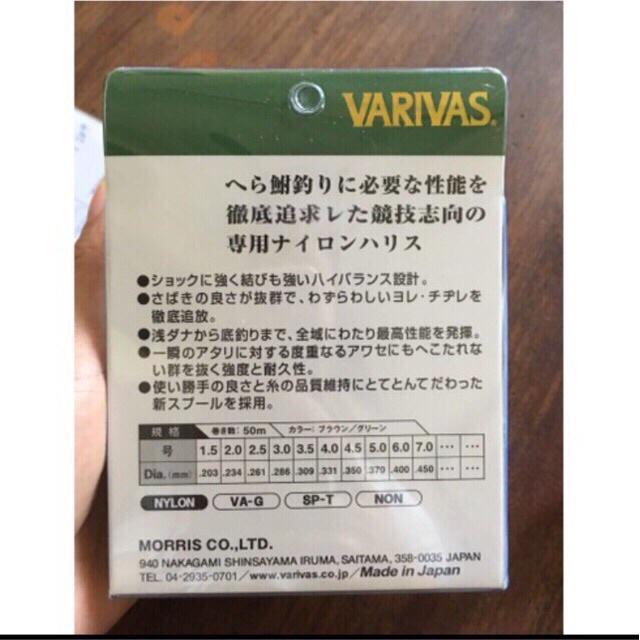 VARIVAS®
へら鮒釣りに必要な性能を
徹底追求した競技志向の
専用ナイロンハリス
●ショックに強く結びも強いハイバランス設計。
●さばきの良さが抜群で、わずらわしいヨレ・チヂレを
徹底追放。
●浅ダナから底釣りまで、全域にわたり最高性能を発揮。
●一瞬のアタリに対する度重なるアワセにもへこたれな
い群を抜く強度と耐久性。
●使い勝手の良さと糸の品質維持にとてとんてだわった
新スプールを採用。
規格 巻き数:50m カラー:ブラウン/グリーン
号 1.5 2.0 2.5 3.0 3.5 4.0 4.5 5.0 6.0 7.0 … …
Dia.(mm) .203 .234 .261 .286 .309 .331 .350 .370 .400 .450 … …
NYLON VA-G SP-T NON
MORRIS CO.,LTD.
940 NAKAGAMI SHINSAYAMA IRUMA, SAITAMA, 358-0035 JAPAN
TEL. 04-2935-0701/www.varivas.co.jp/Made in Japan